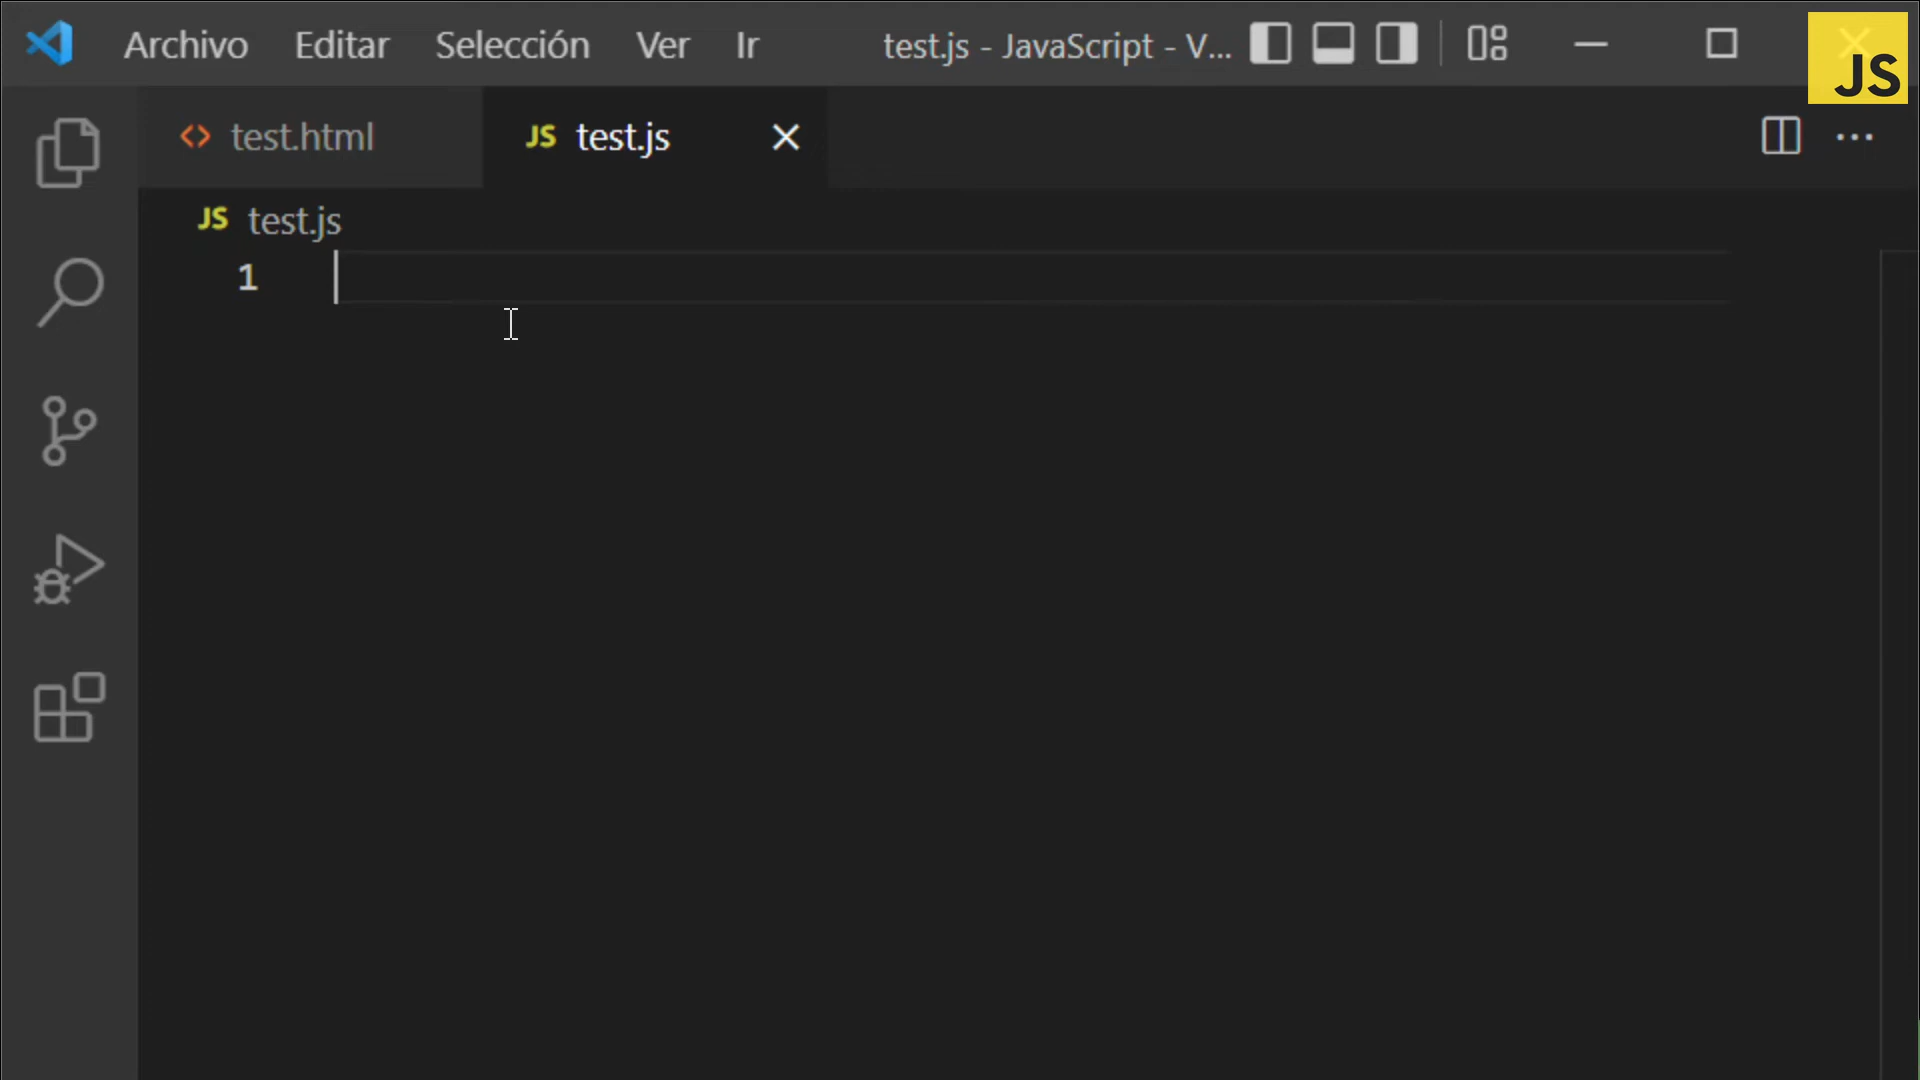 Archivo Editar Selección Ver Ir test.js - JavaScript - V...
JS
test.html JS test.js
JS test.js
1